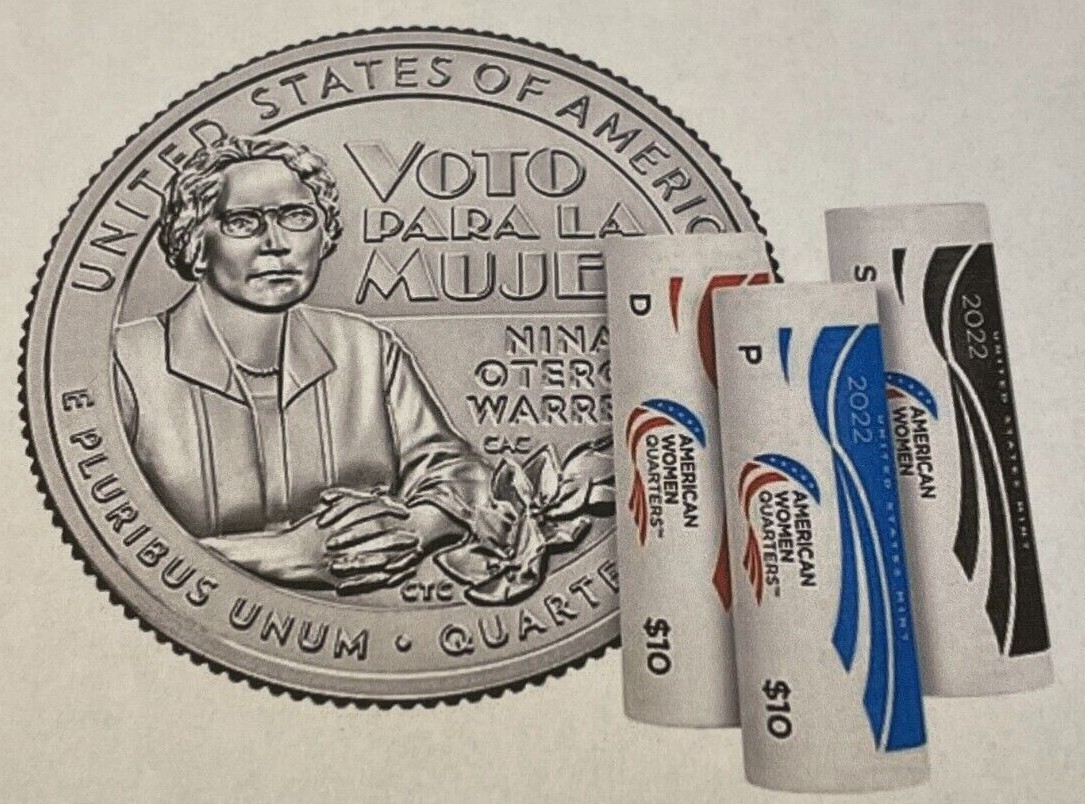 UNITED STATES OF AMERIC
VOTO
PARA LA
MUJE
NINA
OTERO
WARRE
CAC
CTC
E PLURIBUS UNUM • QUARTE
D
AMERICAN
WOMEN
QUARTERS™
$10
P
2022
UNITED STATES MINT
AMERICAN
WOMEN
QUARTERS™
$10
S
2022
UNITED STATES MINT
AMERICAN
WOMEN